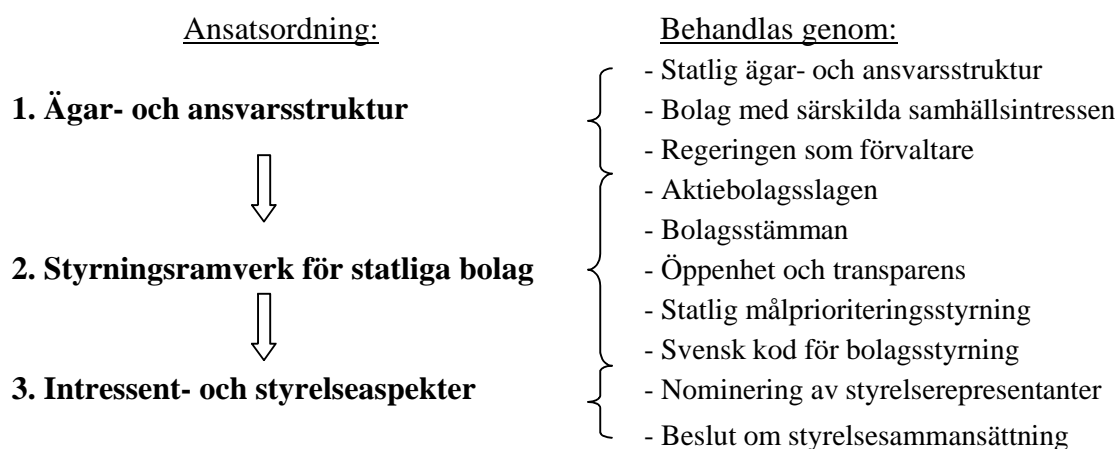 Ansatsordning:
1. Ägar- och ansvarsstruktur
2. Styrningsramverk för statliga bolag
3. Intressent- och styrelseaspekter
Behandlas genom:
- Statlig ägar- och ansvarsstruktur
- Bolag med särskilda samhällsintressen
- Regeringen som förvaltare
- Aktiebolagsslagen
- Bolagsstämman
- Öppenhet och transparens
- Statlig målprioriteringsstyrning
- Svensk kod för bolagsstyrning
- Nominering av styrelserepresentanter
- Beslut om styrelsesammansättning